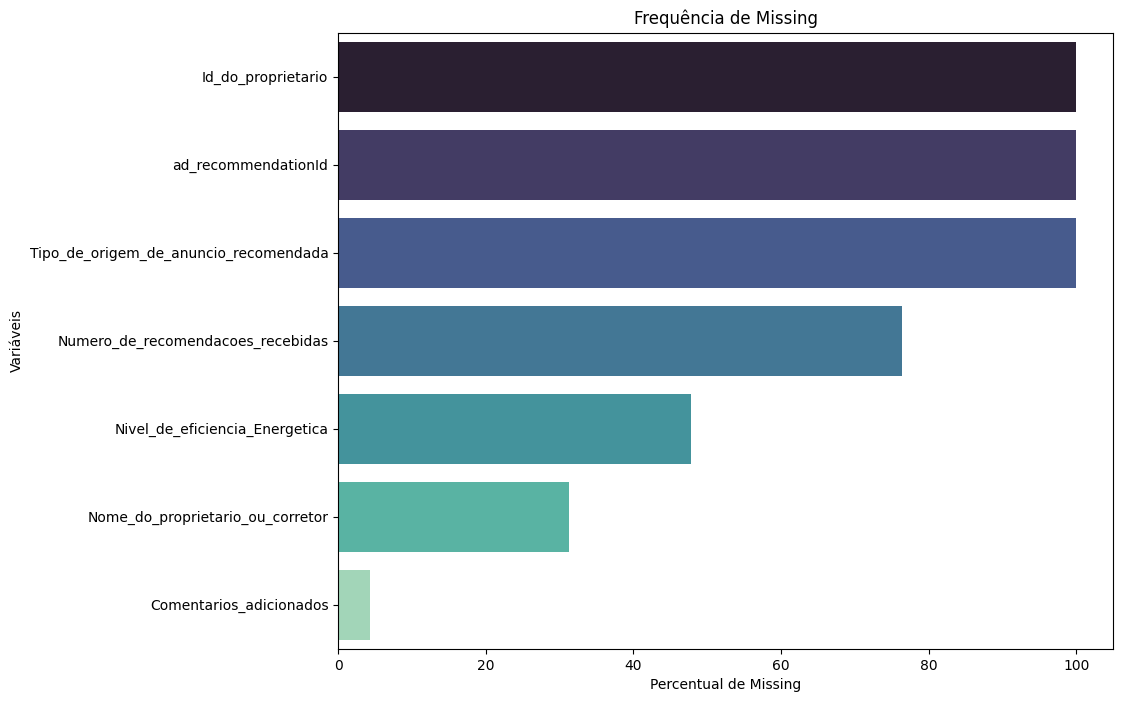 Frequência de Missing
Id_do_proprietario
ad_recommendationId
Tipo_de_origem_de_anuncio_recomendada
Numero_de_recomendacoes_recebidas
Nivel_de_eficiencia_Energetica
Nome_do_proprietario_ou_corretor
Comentarios_adicionados
Variáveis
0 20 40 60 80 100
Percentual de Missing